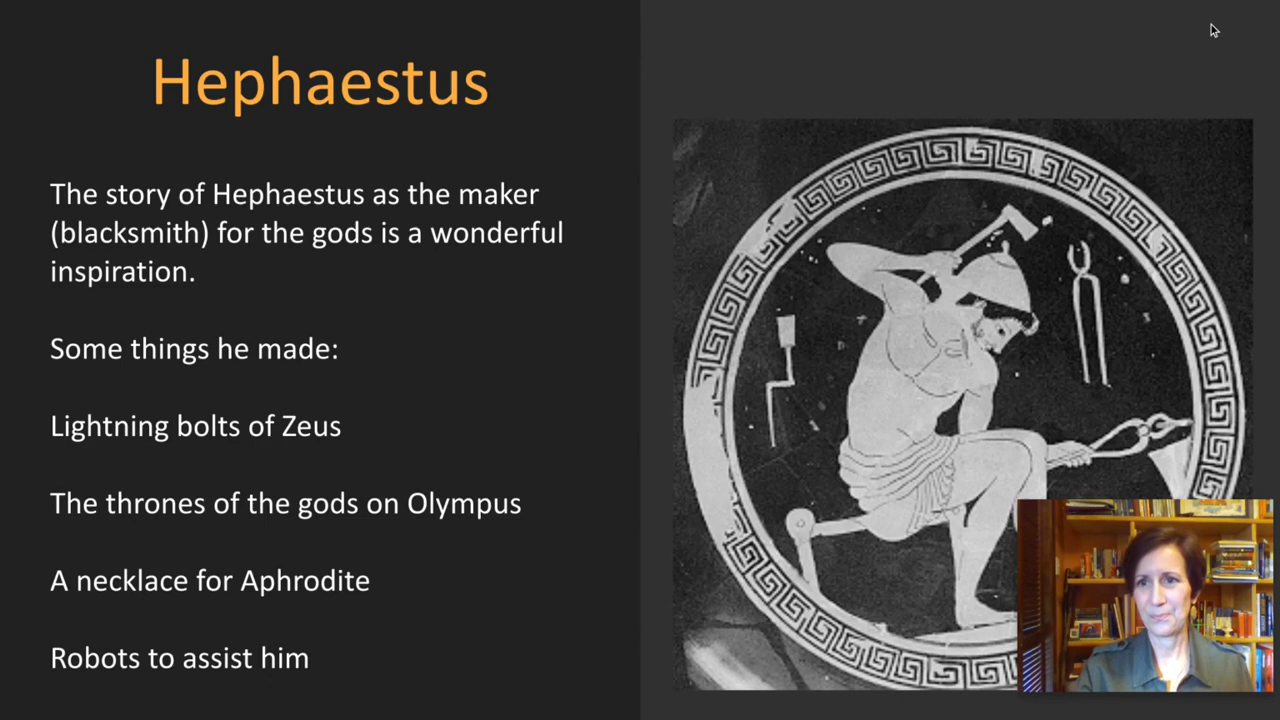 Hephaestus
The story of Hephaestus as the maker
(blacksmith) for the gods is a wonderful
inspiration.
Some things he made:
Lightning bolts of Zeus
The thrones of the gods on Olympus
A necklace for Aphrodite
Robots to assist him